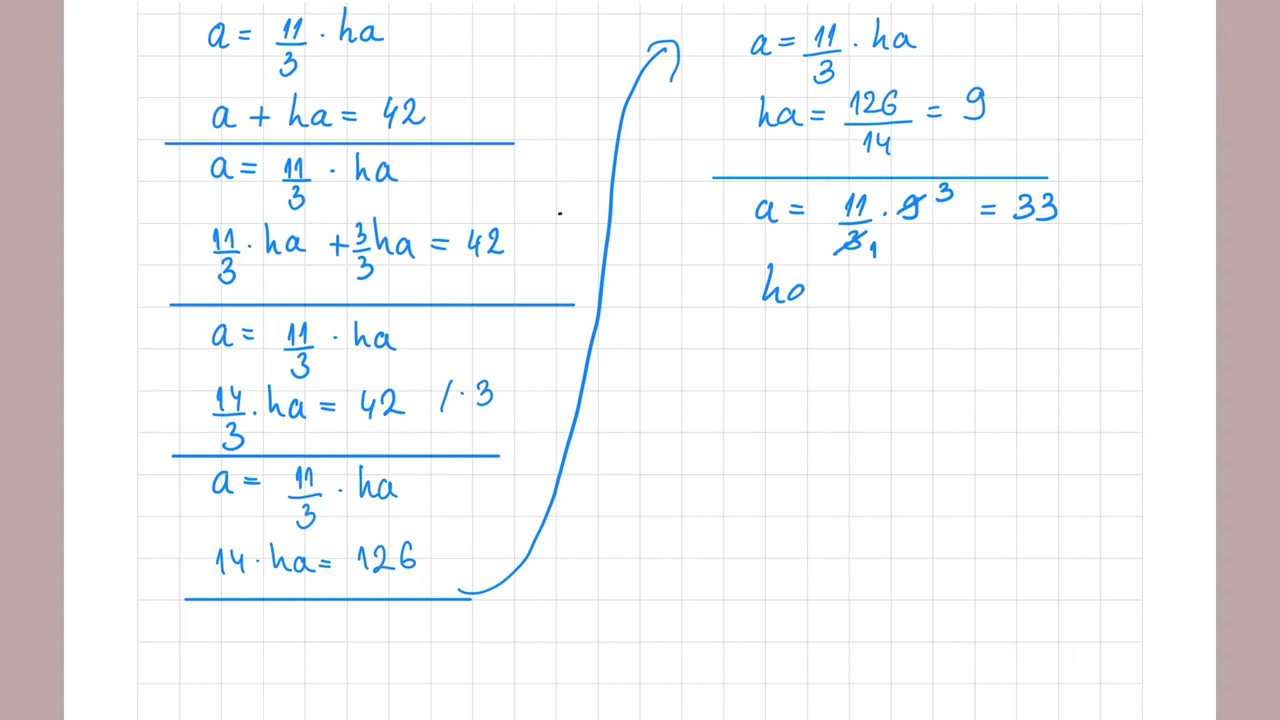 a = 11/3 · ha
a + ha = 42
a = 11/3 · ha
11/3 · ha + 3/3 ha = 42
a = 11/3 · ha
14/3 · ha = 42 / · 3
a = 11/3 · ha
14 · ha = 126
a = 11/3 · ha
ha = 126/14 = 9
a = 11/3 1 · 9 3 = 33
ho